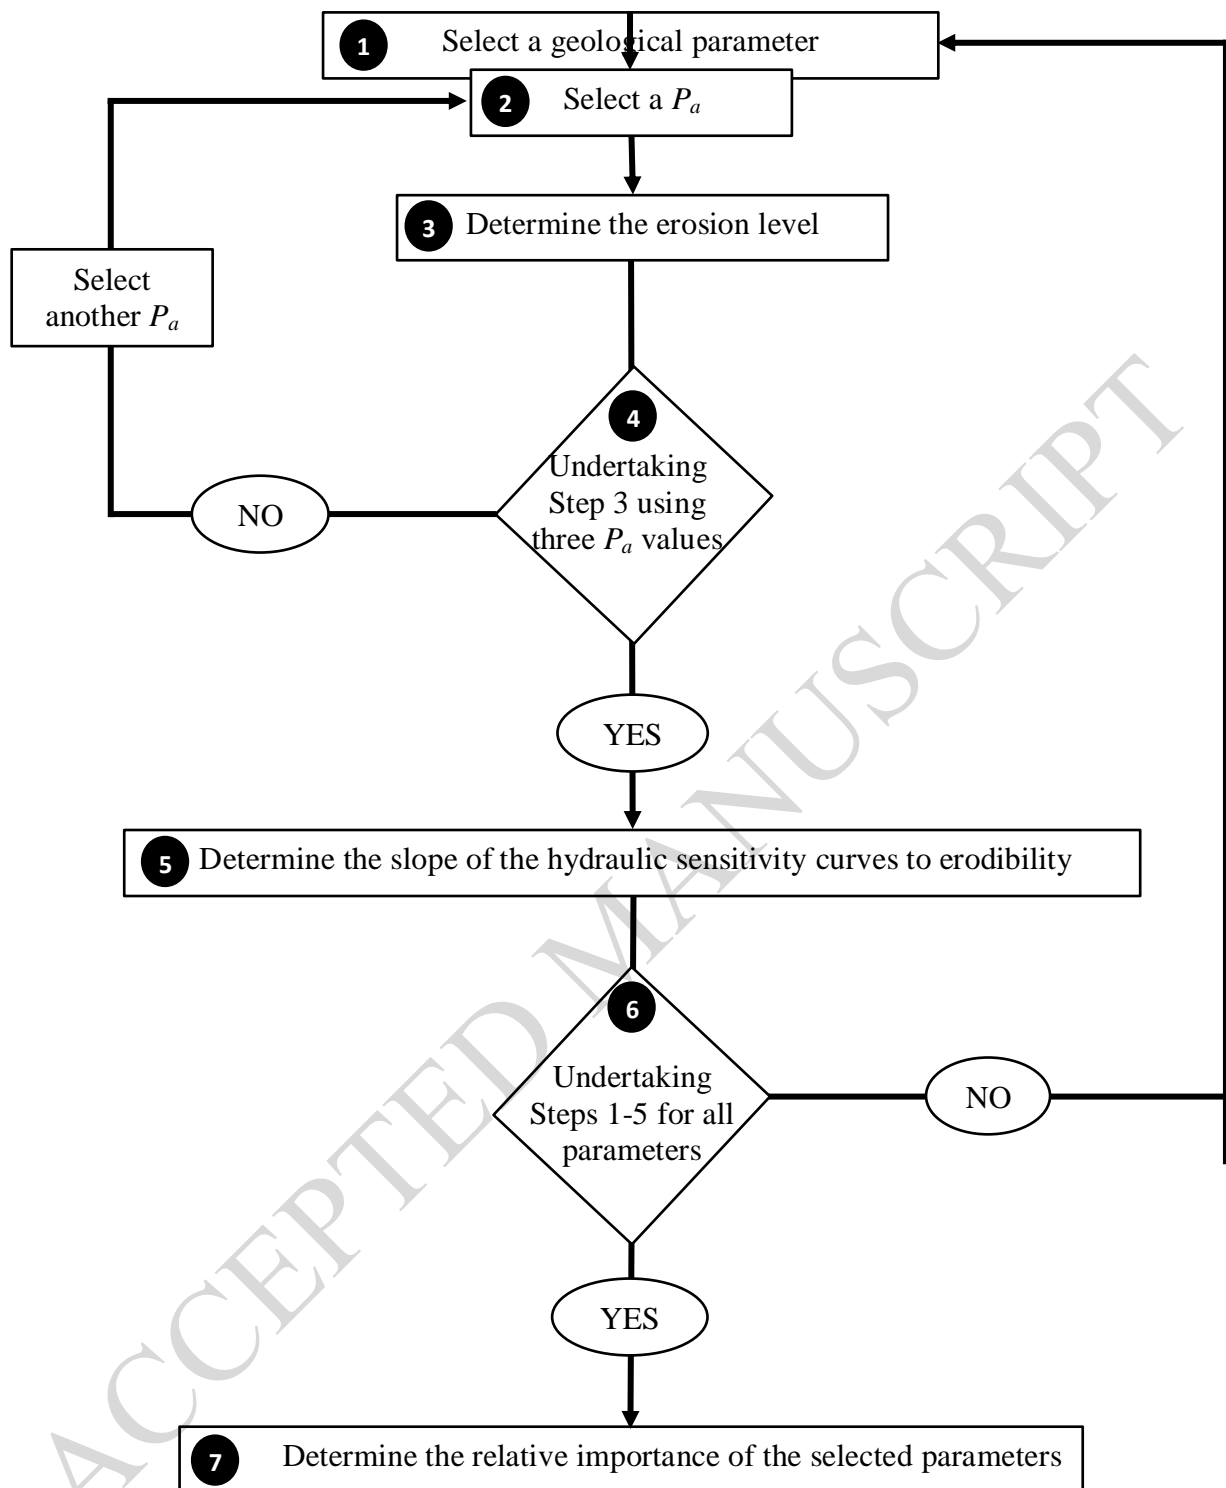 1 Select a geological parameter
2 Select a Pa
3 Determine the erosion level
Select
another Pa
4
Undertaking
Step 3 using
three Pa values
NO
YES
5 Determine the slope of the hydraulic sensitivity curves to erodibility
6
Undertaking
Steps 1-5 for all
parameters
NO
YES
7 Determine the relative importance of the selected parameters
ACCEPTED MANUSCRIPT